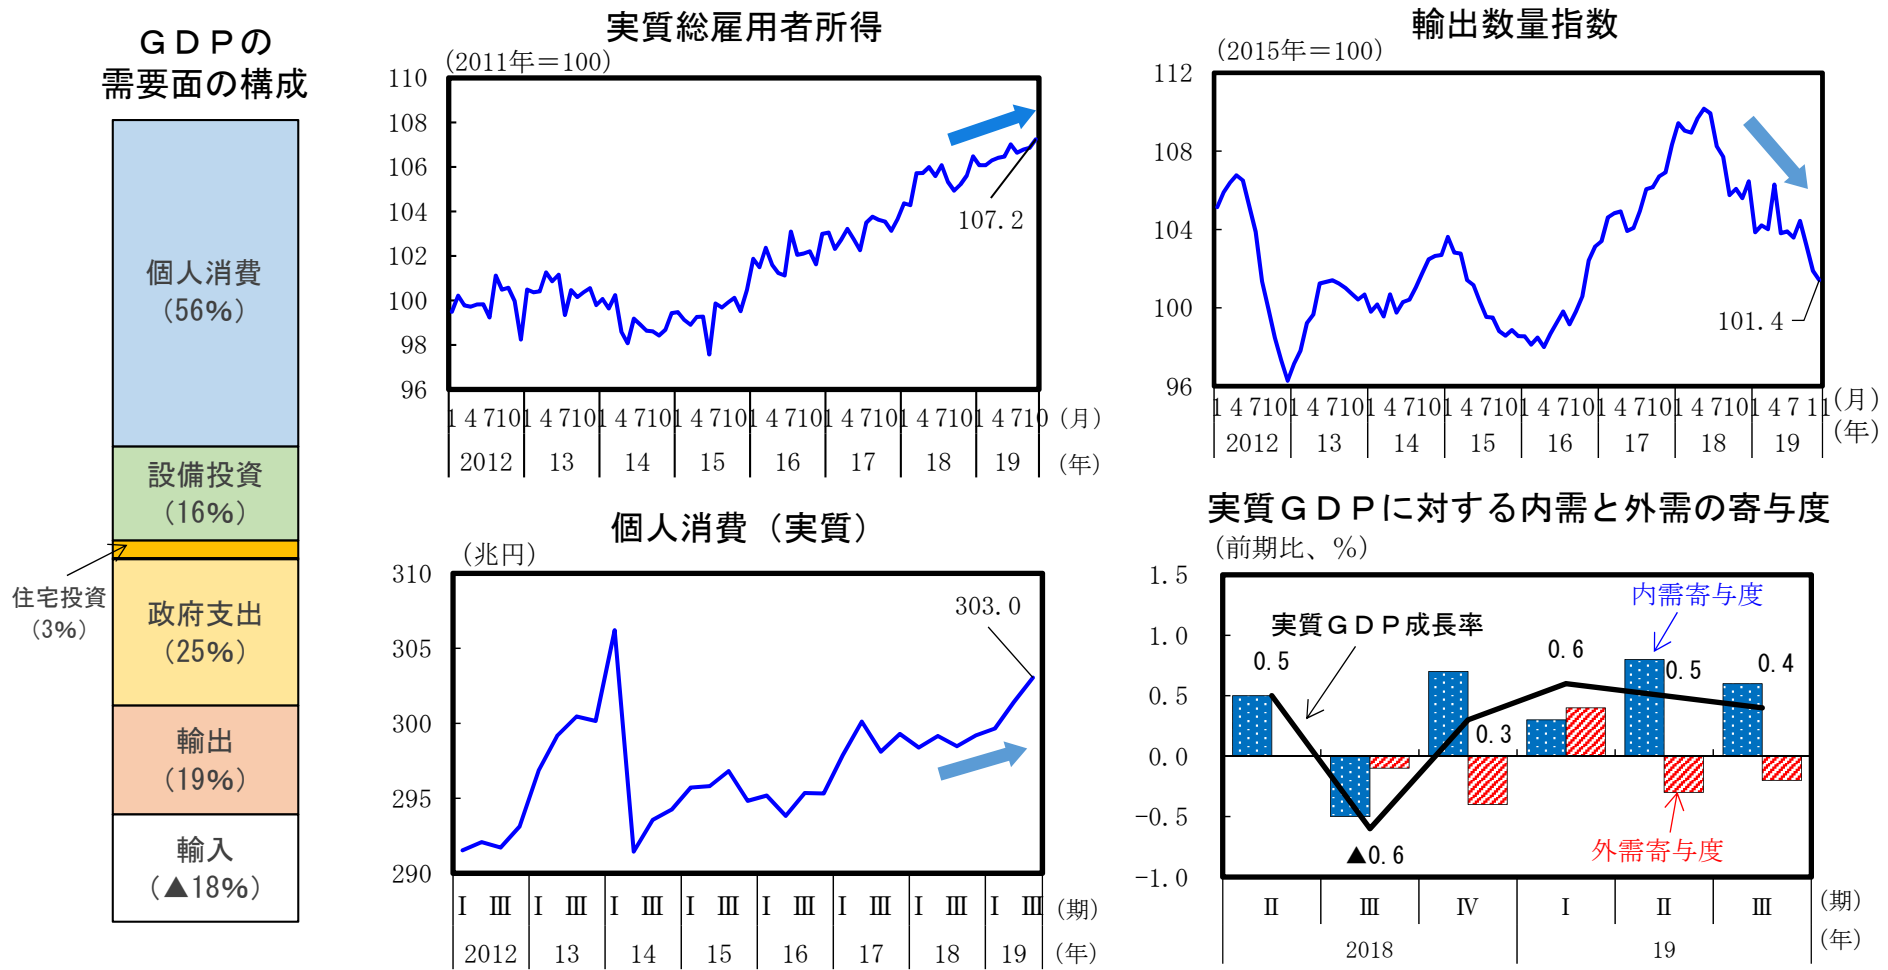 ＧＤＰの
需要面の構成
個人消費
（56%）
設備投資
（16%）
住宅投資
（3%）
政府支出
（25%）
輸出
（19%）
輸入
（▲18%）
実質総雇用者所得
(2011年＝100)
110
108
106
104
102
100
98
96
107.2
1 4 7 10 1 4 7 10 1 4 7 10 1 4 7 10 1 4 7 10 1 4 7 10 1 4 7 10 1 4 7 10 （月）
2012 13 14 15 16 17 18 19 （年）
輸出数量指数
(2015年＝100)
112
108
104
100
96
101.4
1 4 7 10 1 4 7 10 1 4 7 10 1 4 7 10 1 4 7 10 1 4 7 10 1 4 7 10 1 4 7 11 （月）
2012 13 14 15 16 17 18 19 （年）
個人消費（実質）
（兆円）
310
305
300
295
290
303.0
Ⅰ Ⅲ Ⅰ Ⅲ Ⅰ Ⅲ Ⅰ Ⅲ Ⅰ Ⅲ Ⅰ Ⅲ Ⅰ Ⅲ Ⅰ Ⅲ （期）
2012 13 14 15 16 17 18 19 （年）
実質ＧＤＰに対する内需と外需の寄与度
（前期比、％）
1.5
1.0
0.5
0.0
-0.5
-1.0
内需寄与度
実質ＧＤＰ成長率
外需寄与度
0.5
▲0.6
0.3
0.6
0.5
0.4
Ⅱ Ⅲ Ⅳ Ⅰ Ⅱ Ⅲ （期）
2018 19 （年）